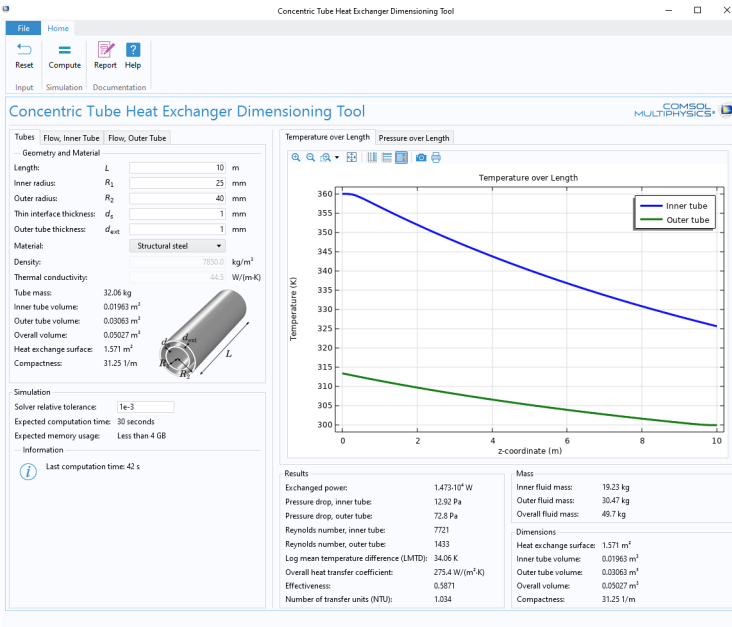 Concentric Tube Heat Exchanger Dimensioning Tool
File Home
Reset Compute Report Help
Input Simulation Documentation
Concentric Tube Heat Exchanger Dimensioning Tool
COMSOL
MULTIPHYSICS®
Tubes Flow, Inner Tube Flow, Outer Tube
Geometry and Material
Length: L 10 m
Inner radius: R₁ 25 mm
Outer radius: R₂ 40 mm
Thin interface thickness: dₛ 1 mm
Outer tube thickness: d_ext 1 mm
Material: Structural steel
Density: 7850.0 kg/m³
Thermal conductivity: 44.5 W/(m·K)
Tube mass: 32.06 kg
Inner tube volume: 0.01963 m³
Outer tube volume: 0.03063 m³
Overall volume: 0.05027 m³
Heat exchange surface: 1.571 m²
Compactness: 31.25 1/m
d_ext
L
R₂
Simulation
Solver relative tolerance: 1e-3
Expected computation time: 30 seconds
Expected memory usage: Less than 4 GB
Information
Last computation time: 42 s
Temperature over Length Pressure over Length
Temperature over Length
Inner tube
Outer tube
Temperature (K)
360
355
350
345
340
335
330
325
320
315
310
305
300
0 2 4 6 8 10
z-coordinate (m)
Results
Exchanged power: 1.473·10⁴ W
Pressure drop, inner tube: 12.92 Pa
Pressure drop, outer tube: 72.8 Pa
Reynolds number, inner tube: 7721
Reynolds number, outer tube: 1433
Log mean temperature difference (LMTD): 34.06 K
Overall heat transfer coefficient: 275.4 W/(m²·K)
Effectiveness: 0.5871
Number of transfer units (NTU): 1.034
Mass
Inner fluid mass: 19.23 kg
Outer fluid mass: 30.47 kg
Overall fluid mass: 49.7 kg
Dimensions
Heat exchange surface: 1.571 m²
Inner tube volume: 0.01963 m³
Outer tube volume: 0.03063 m³
Overall volume: 0.05027 m³
Compactness: 31.25 1/m